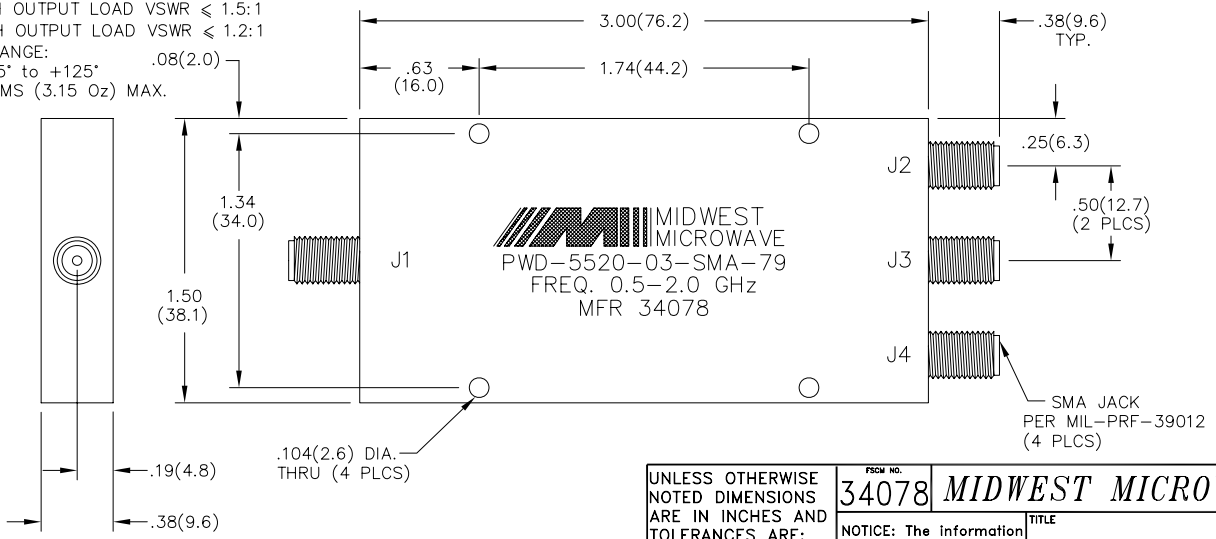 OUTPUT LOAD VSWR ⩽ 1.5:1
OUTPUT LOAD VSWR ⩽ 1.2:1
ANGE:
5° to +125°
MS (3.15 Oz) MAX.
3.00(76.2)
.38(9.6)
TYP.
.08(2.0)
.63
(16.0)
1.74(44.2)
J2
.25(6.3)
1.34
(34.0)
.50(12.7)
(2 PLCS)
MIDWEST
MICROWAVE
J1
PWD-5520-03-SMA-79
J3
FREQ. 0.5-2.0 GHz
1.50
(38.1)
MFR 34078
J4
SMA JACK
PER MIL-PRF-39012
(4 PLCS)
.104(2.6) DIA.
THRU (4 PLCS)
.19(4.8)
.38(9.6)
UNLESS OTHERWISE
NOTED DIMENSIONS
ARE IN INCHES AND
TOLERANCES ARE:
FSCM NO.
34078
MIDWEST MICRO
NOTICE: The information
TITLE